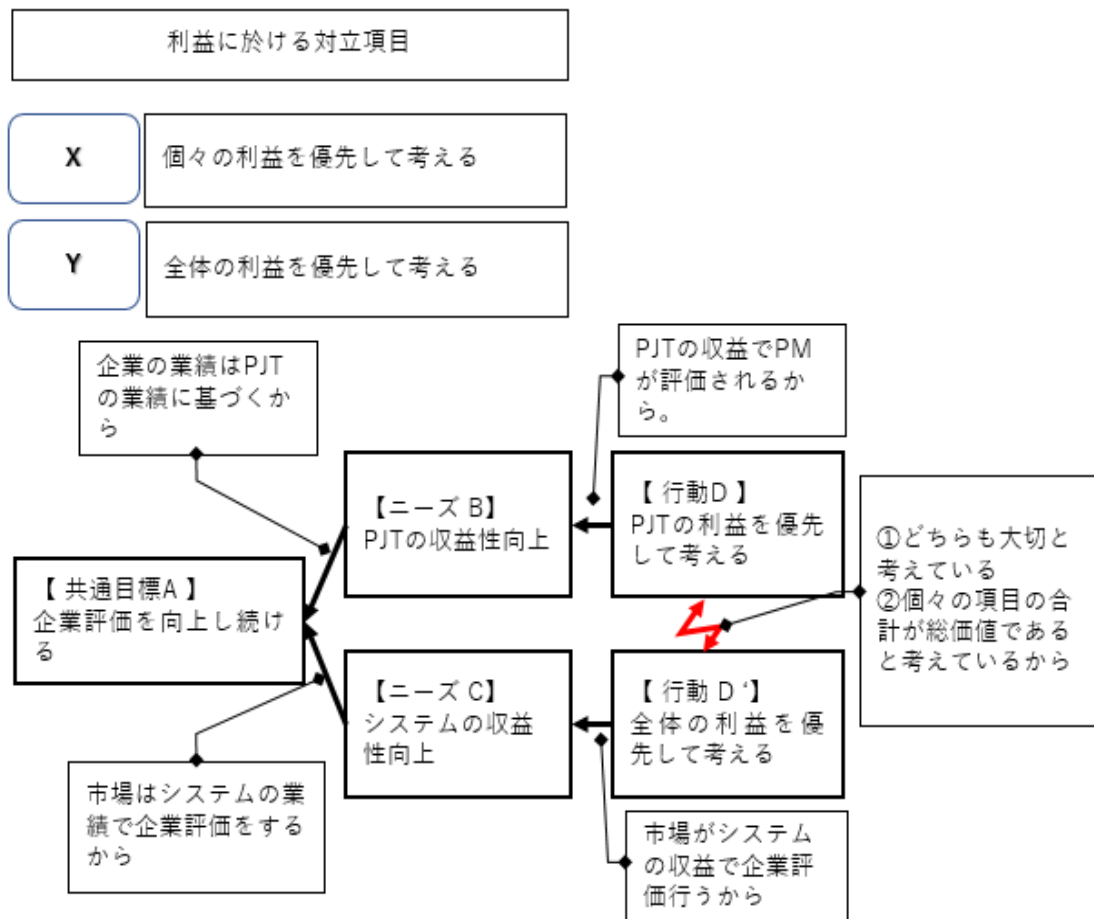 利益に於ける対立項目
X
個々の利益を優先して考える
Y
全体の利益を優先して考える
企業の業績はPJT
の業績に基づくか
ら
PJTの収益でPM
が評価されるか
ら。
【ニーズ B】
PJTの収益性向上
【 行動D 】
PJTの利益を優先
して考える
①どちらも大切と
考えている
②個々の項目の合
計が総価値である
と考えているから
【 共通目標A 】
企業評価を向上し続け
る
【ニーズ C】
システムの収益
性向上
【 行動 D ‘】
全体の利益を優
先して考える
市場はシステムの業
績で企業評価をする
から
市場がシステム
の収益で企業評
価行うから